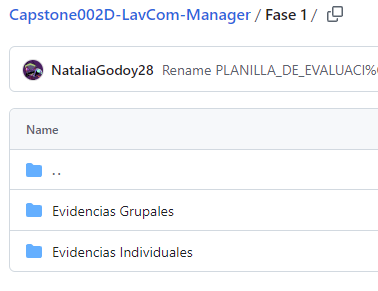 Capstone002D-LavCom-Manager / Fase 1 /
NataliaGodoy28 Rename PLANILLA_DE_EVALUACI%
Name
..
Evidencias Grupales
Evidencias Individuales